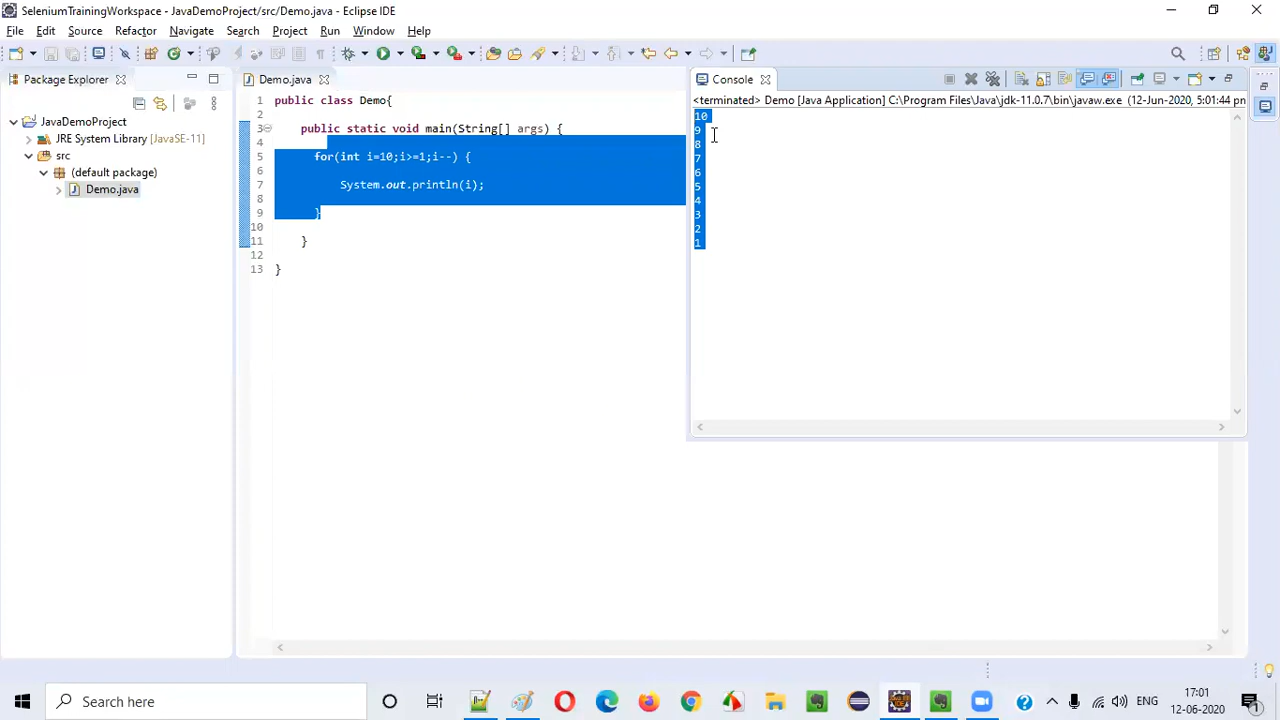 SeleniumTrainingWorkspace - JavaDemoProject/src/Demo.java - Eclipse IDE
File Edit Source Refactor Navigate Search Project Run Window Help
Package Explorer
Demo.java
Console
<terminated> Demo [Java Application] C:\Program Files\Java\jdk-11.0.7\bin\javaw.exe (12-Jun-2020, 5:01:44 pn
JavaDemoProject
JRE System Library [JavaSE-11]
src
(default package)
Demo.java
1 public class Demo{
2
3 public static void main(String[] args) {
4
5 for(int i=10;i>=1;i--) {
6
7 System.out.println(i);
8
9 }
10
11 }
12
13 }
10
9
8
7
6
5
4
3
2
1
Search here
ENG
17:01
12-06-2020
1